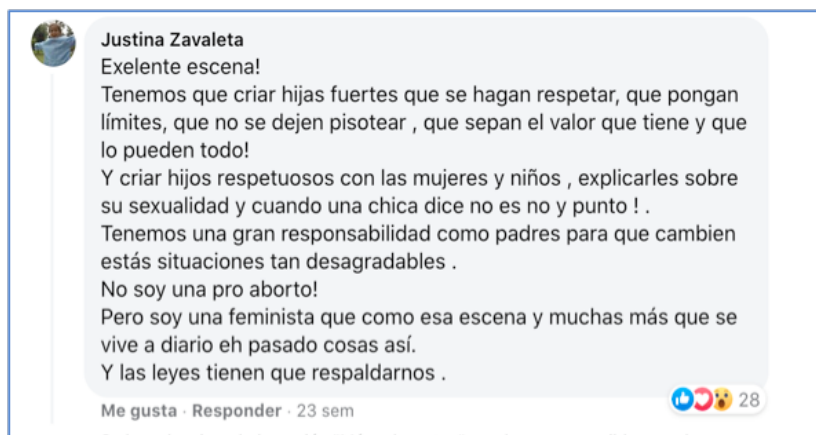 Justina Zavaleta
Exelente escena!
Tenemos que criar hijas fuertes que se hagan respetar, que pongan
límites, que no se dejen pisotear , que sepan el valor que tiene y que
lo pueden todo!
Y criar hijos respetuosos con las mujeres y niños , explicarles sobre
su sexualidad y cuando una chica dice no es no y punto ! .
Tenemos una gran responsabilidad como padres para que cambien
estás situaciones tan desagradables .
No soy una pro aborto!
Pero soy una feminista que como esa escena y muchas más que se
vive a diario eh pasado cosas así.
Y las leyes tienen que respaldarnos .
28
Me gusta · Responder · 23 sem